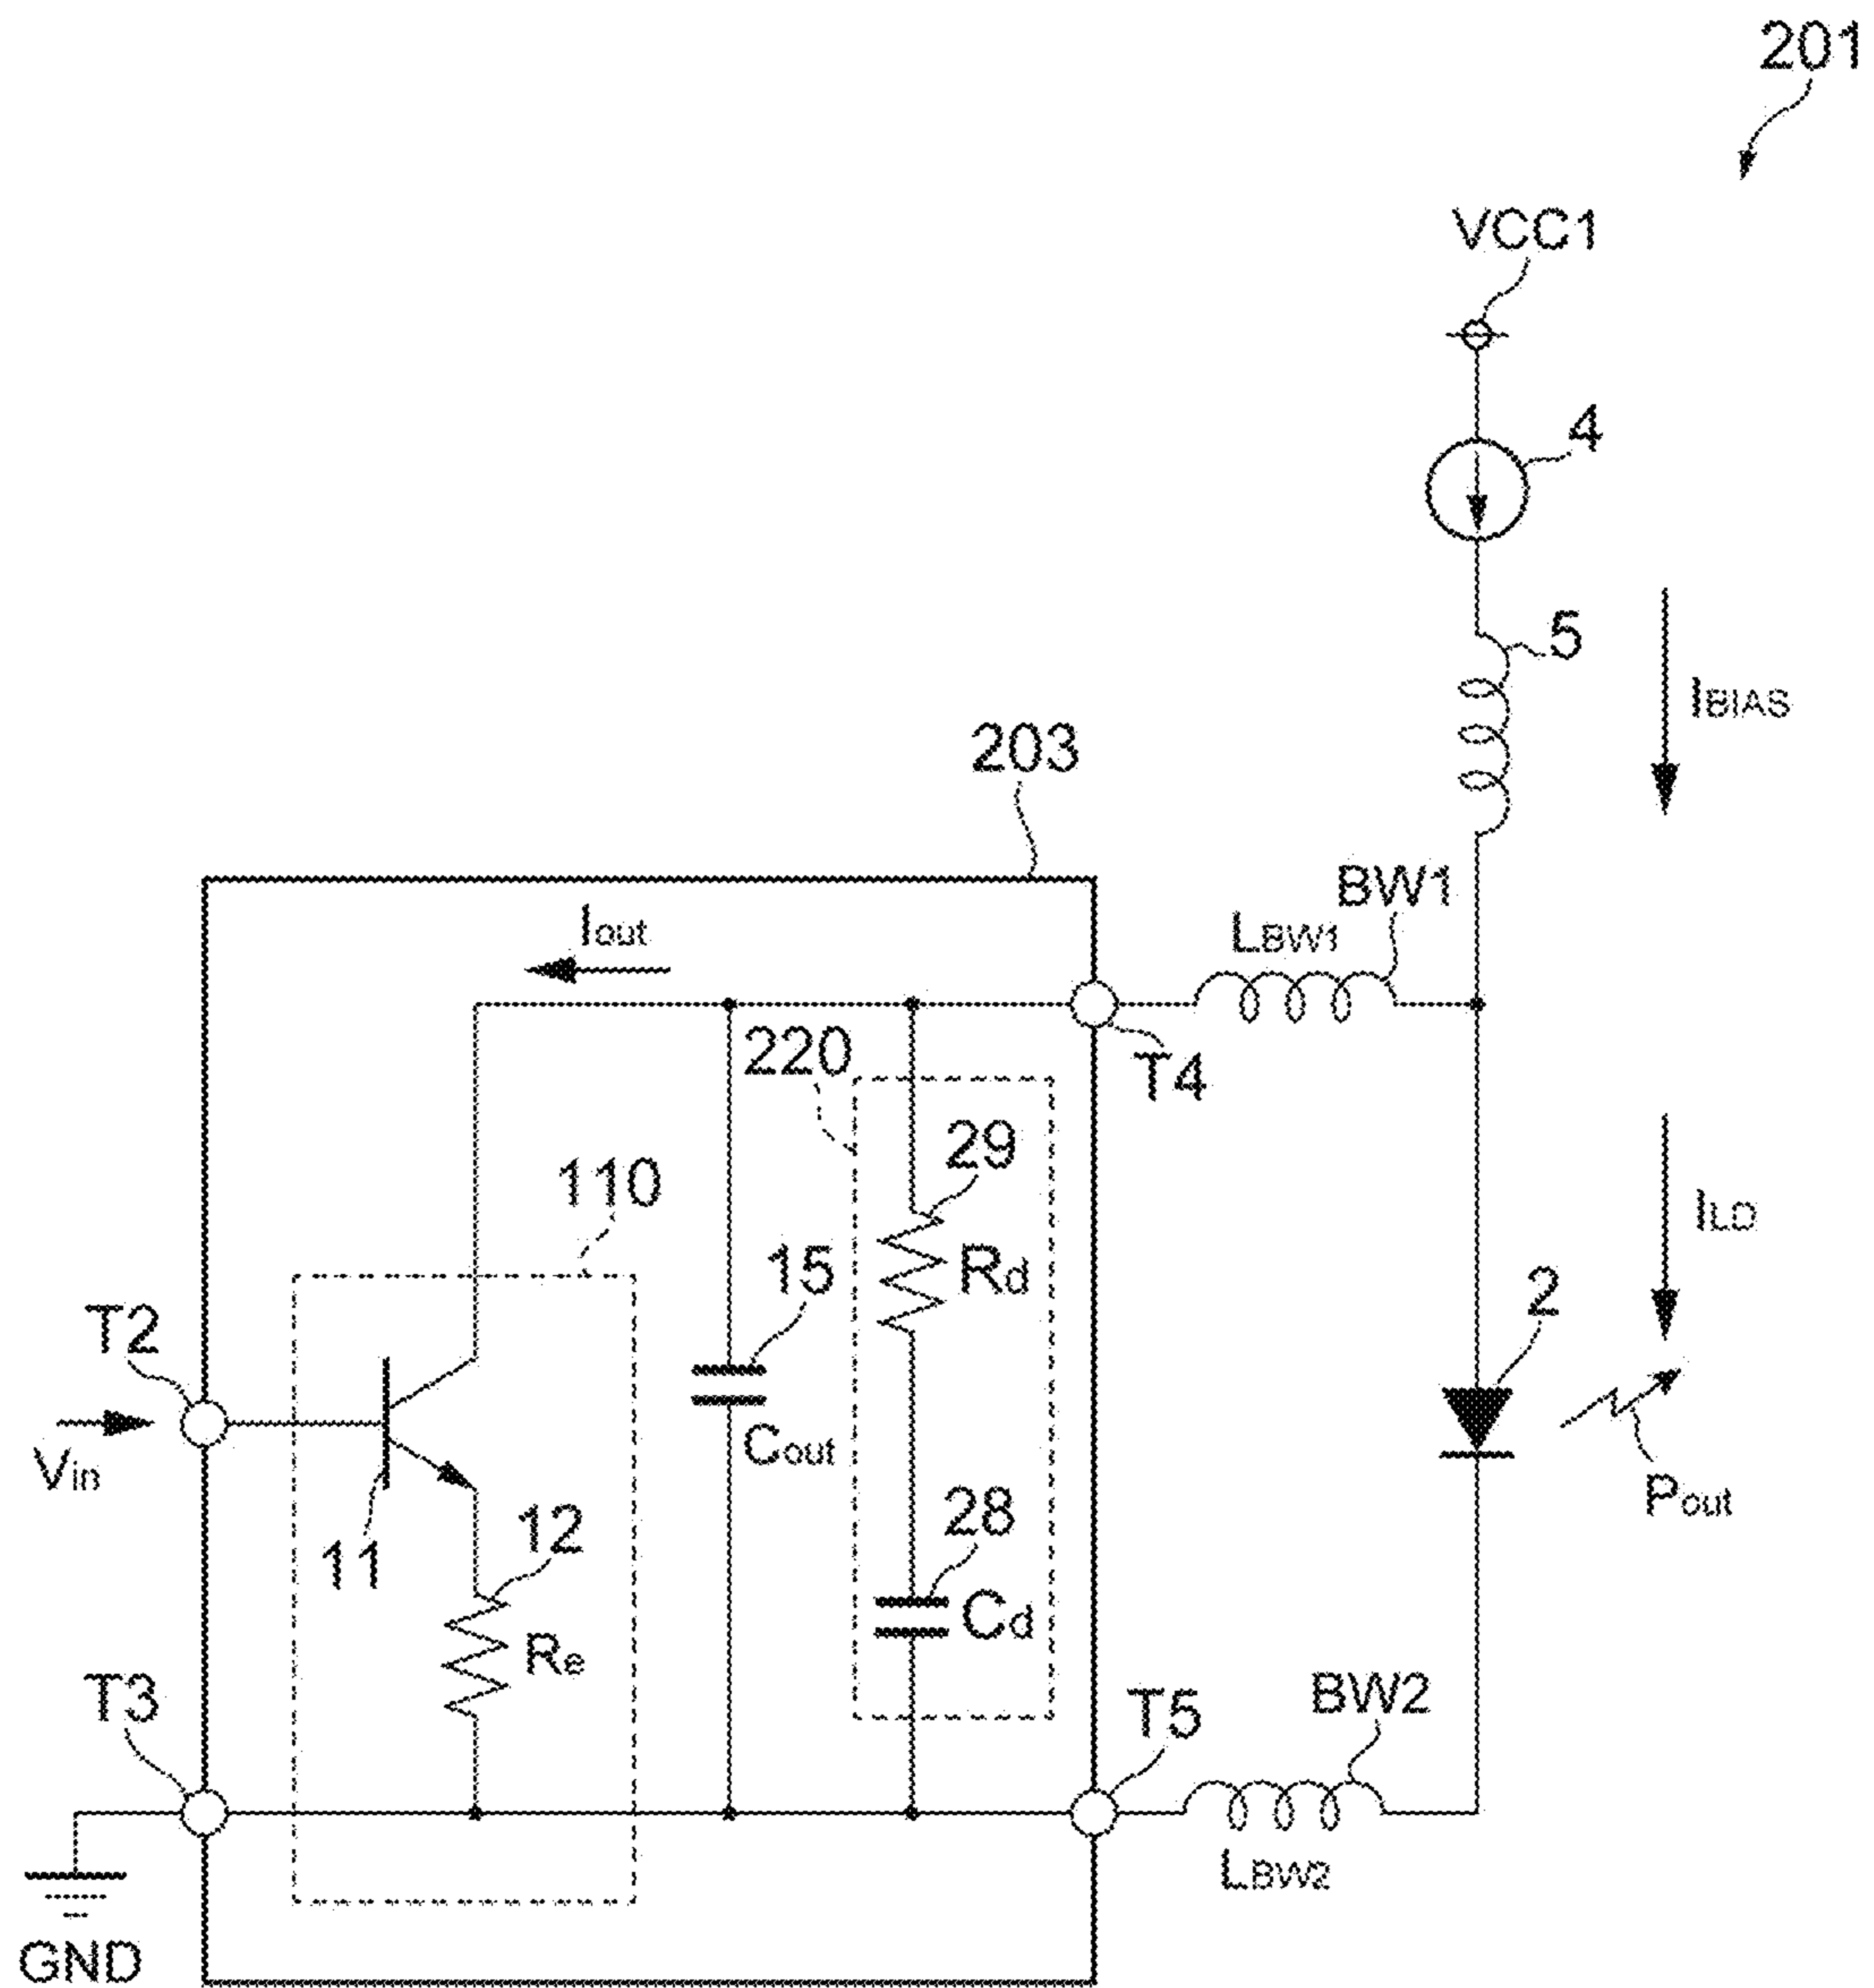 201
VCC1
4
5
IBIAS
203
BW1
LBW1
Iout
T4
220
29
110
Rd
ILD
15
2
T2
Cout
Vin
Pout
28
12
11
Cd
Re
T3
T5
BW2
LBW2
GND